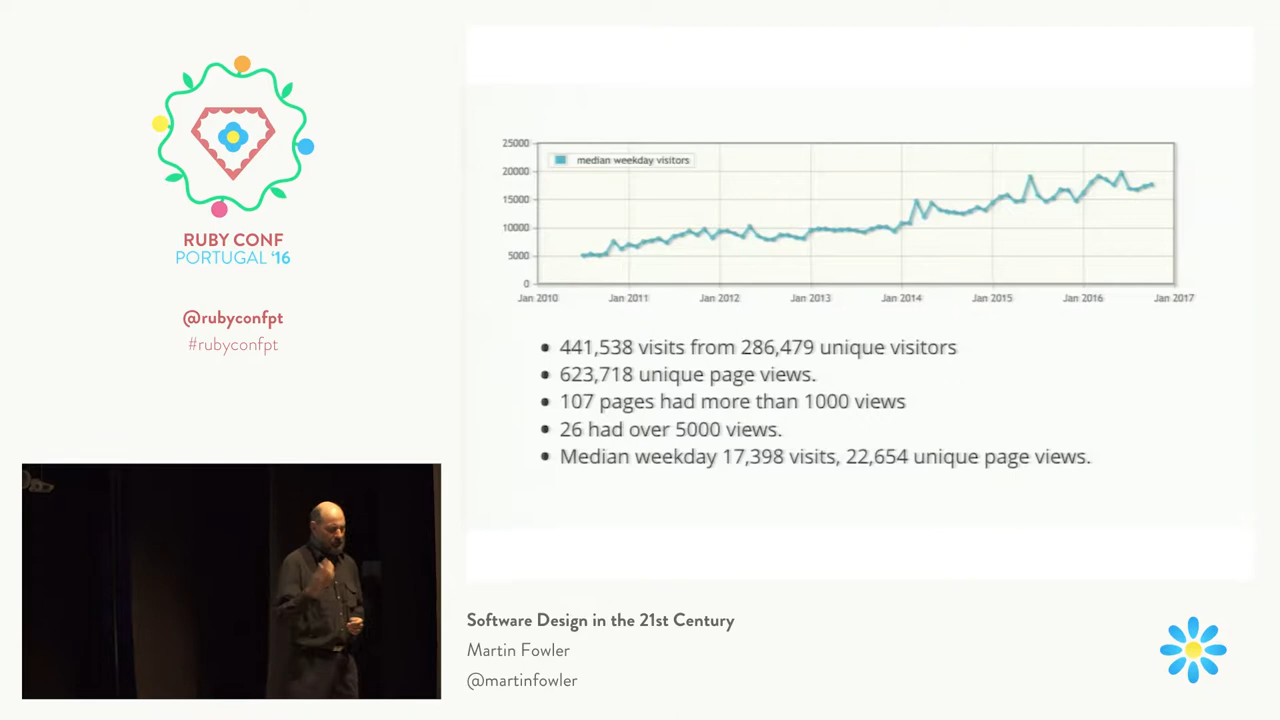 RUBY CONF
PORTUGAL '16
@rubyconfpt
#rubyconfpt
25000
20000
15000
10000
5000
0
median weekday visitors
Jan 2010
Jan 2011
Jan 2012
Jan 2013
Jan 2014
Jan 2015
Jan 2016
Jan 2017
• 441,538 visits from 286,479 unique visitors
• 623,718 unique page views.
• 107 pages had more than 1000 views
• 26 had over 5000 views.
• Median weekday 17,398 visits, 22,654 unique page views.
Software Design in the 21st Century
Martin Fowler
@martinfowler